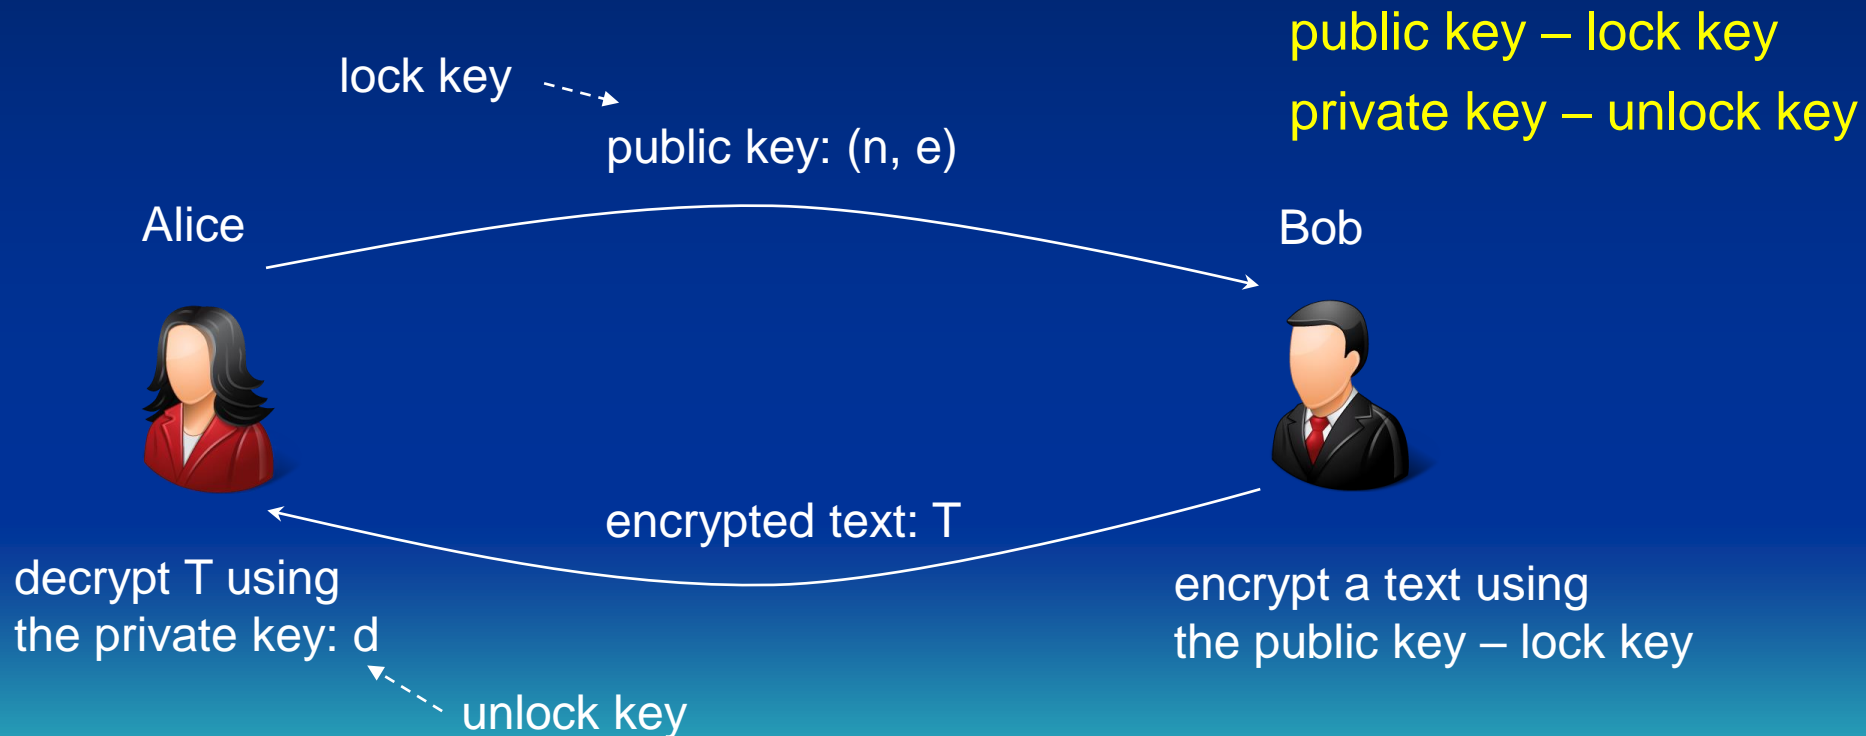 public key – lock key
private key – unlock key
lock key
public key: (n, e)
Alice
Bob
encrypted text: T
decrypt T using
the private key: d
unlock key
encrypt a text using
the public key – lock key